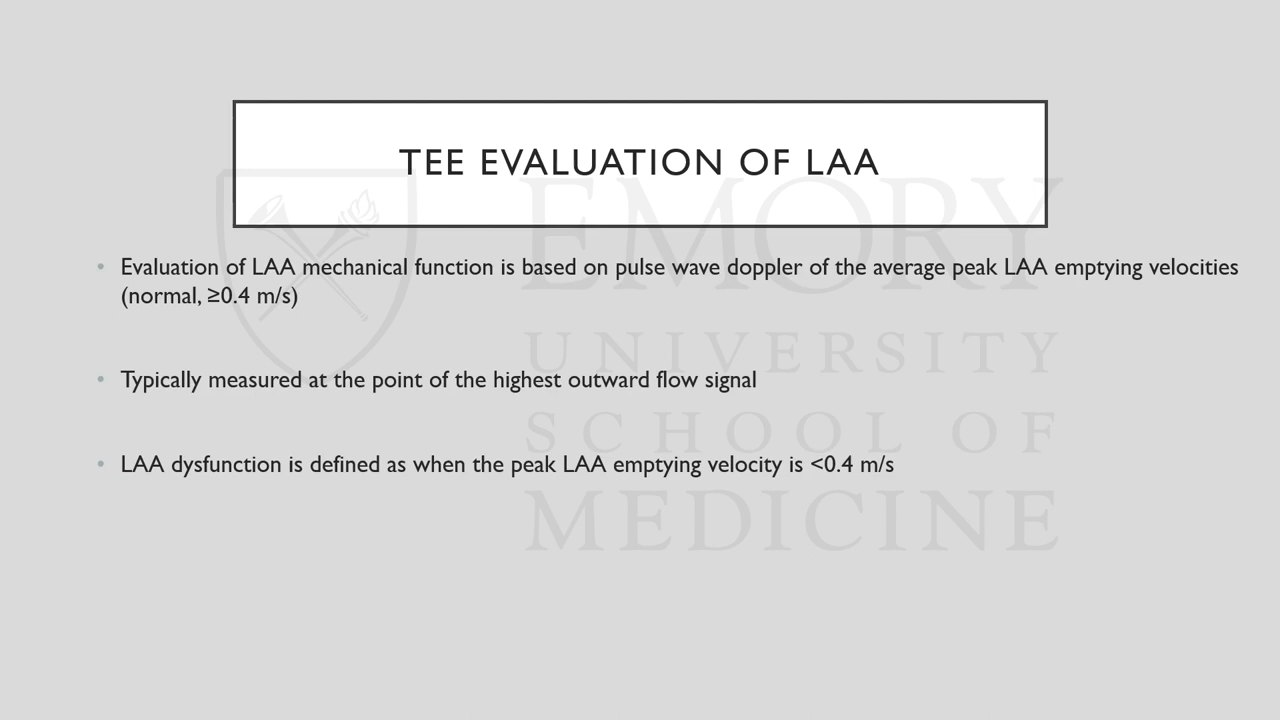 TEE EVALUATION OF LAA
• Evaluation of LAA mechanical function is based on pulse wave doppler of the average peak LAA emptying velocities
(normal, ≥0.4 m/s)
• Typically measured at the point of the highest outward flow signal
• LAA dysfunction is defined as when the peak LAA emptying velocity is <0.4 m/s
EMORY
UNIVERSITY
SCHOOL OF
MEDICINE